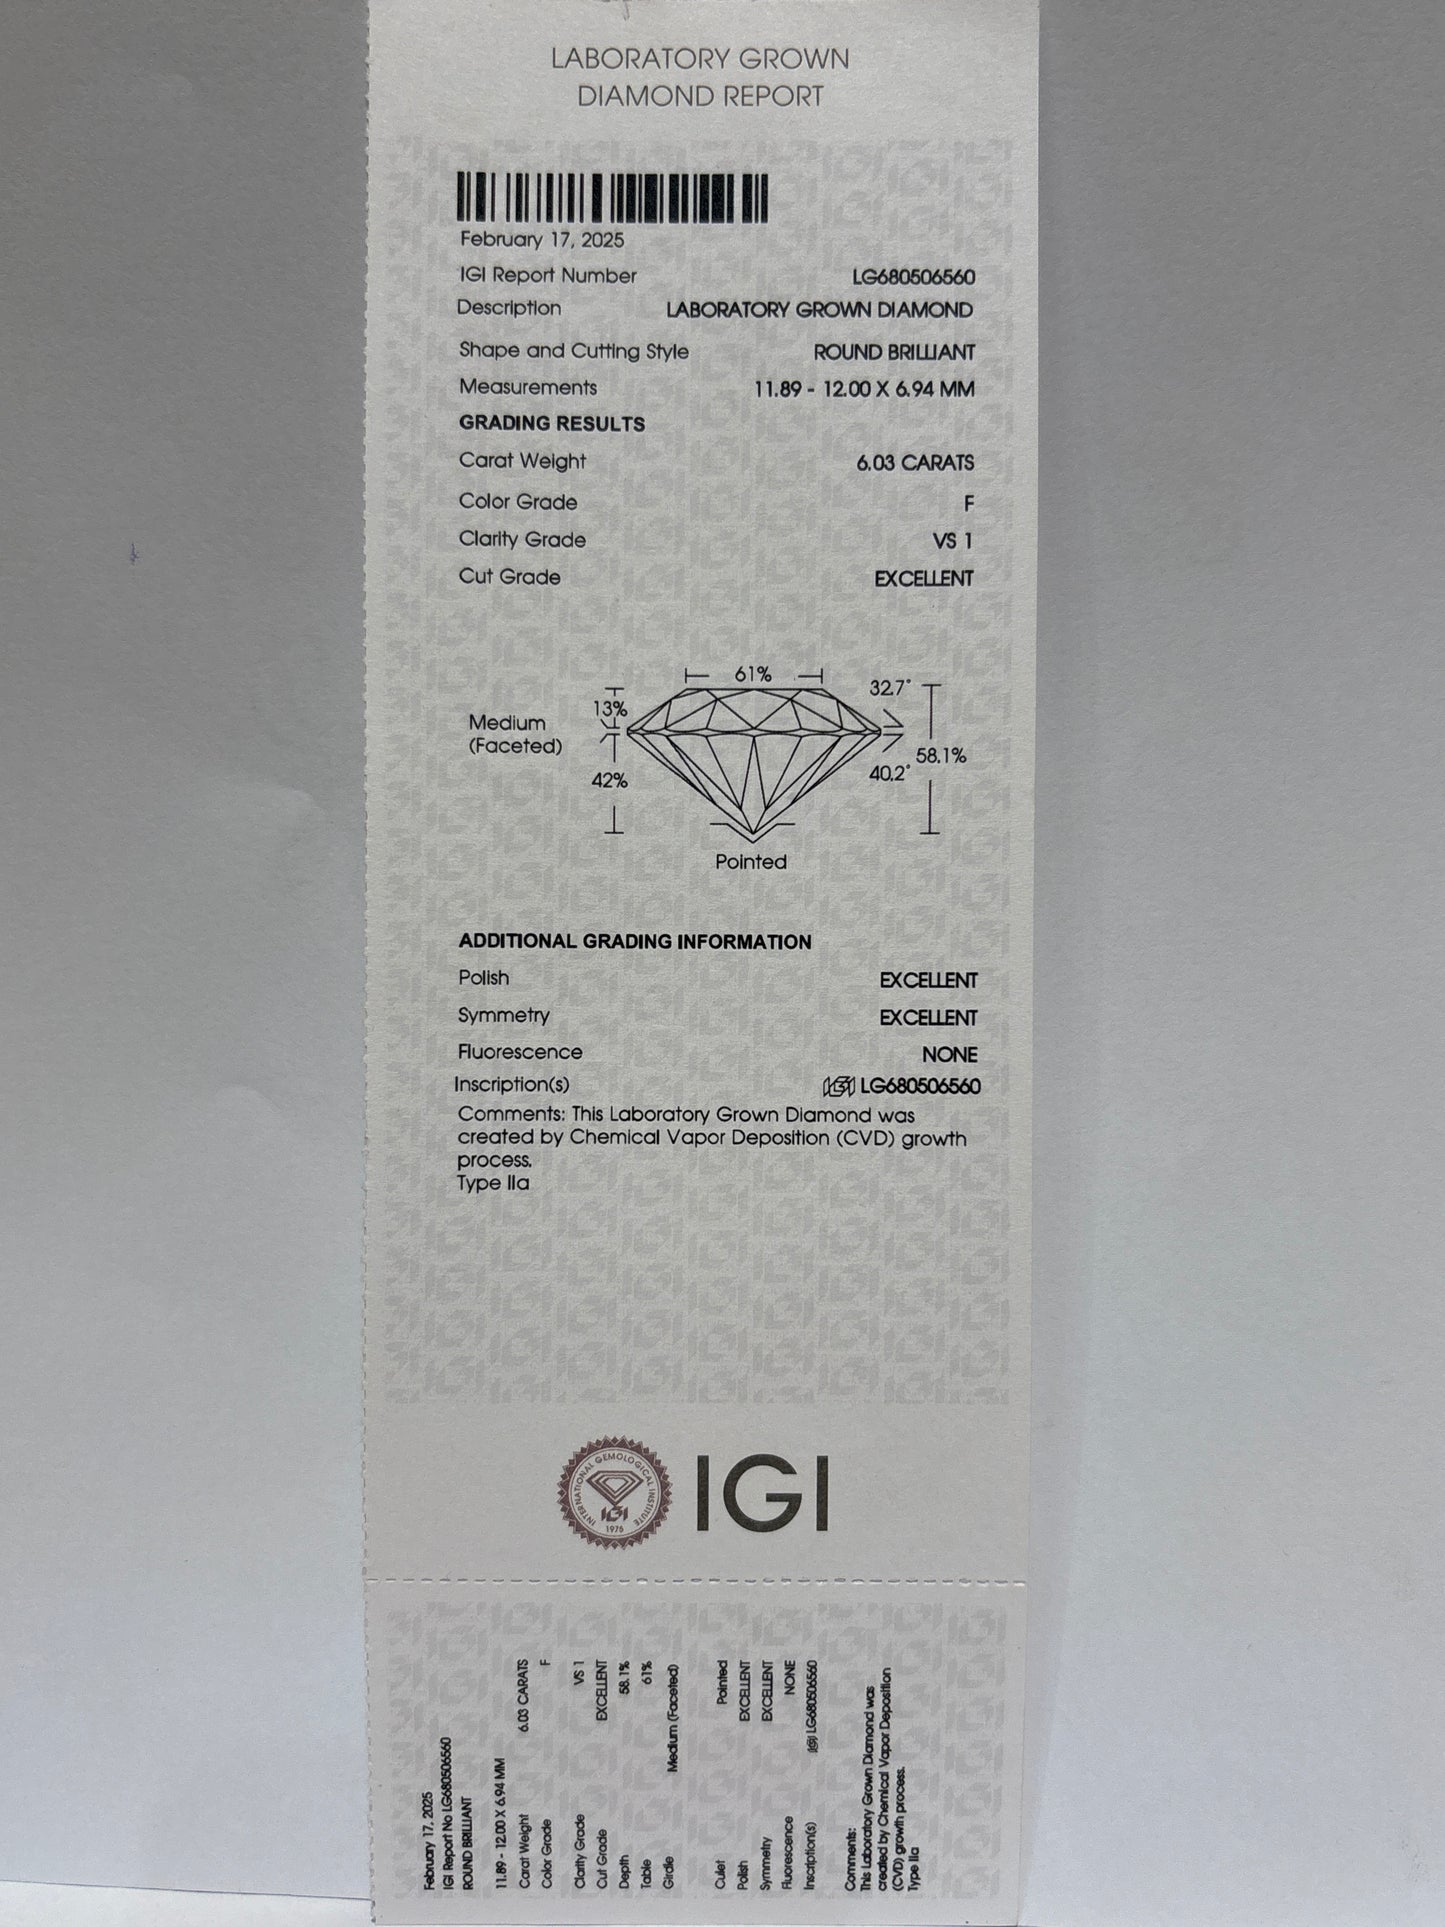 LABORATORY GROWN
DIAMOND REPORT
February 17, 2025
IGI Report Number LG680506560
Description LABORATORY GROWN DIAMOND
Shape and Cutting Style ROUND BRILLIANT
Measurements 11.89 - 12.00 X 6.94 MM
GRADING RESULTS
Carat Weight 6.03 CARATS
Color Grade F
Clarity Grade VS 1
Cut Grade EXCELLENT
61%
32.7°
13%
Medium
(Faceted)
58.1%
40.2°
42%
Pointed
ADDITIONAL GRADING INFORMATION
Polish EXCELLENT
Symmetry EXCELLENT
Fluorescence NONE
Inscription(s) IGI LG680506560
Comments: This Laboratory Grown Diamond was
created by Chemical Vapor Deposition (CVD) growth
process.
Type IIa
INTERNATIONAL GEMOLOGICAL INSTITUTE
IGI
1975
IGI
February 17, 2025
IGI Report No LG680506560
ROUND BRILLIANT
11.89 - 12.00 X 6.94 MM
Carat Weight 6.03 CARATS
Color Grade F
Clarity Grade VS 1
Cut Grade EXCELLENT
Depth 58.1%
Table 61%
Girdle Medium (Faceted)
Culet Pointed
Polish EXCELLENT
Symmetry EXCELLENT
Fluorescence NONE
Inscription(s) IGI LG680506560
Comments:
This Laboratory Grown Diamond was
created by Chemical Vapor Deposition
(CVD) growth process.
Type IIa